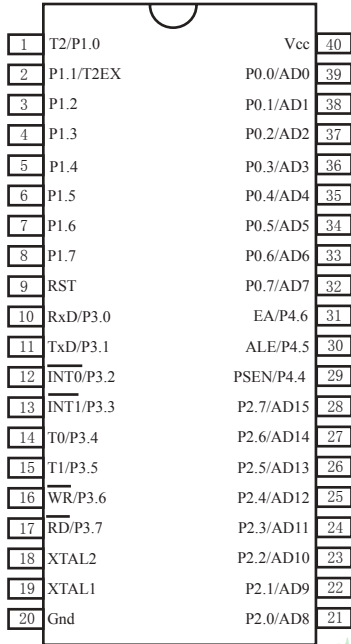 1 T2/P1.0 Vcc 40
2 P1.1/T2EX P0.0/AD0 39
3 P1.2 P0.1/AD1 38
4 P1.3 P0.2/AD2 37
5 P1.4 P0.3/AD3 36
6 P1.5 P0.4/AD4 35
7 P1.6 P0.5/AD5 34
8 P1.7 P0.6/AD6 33
9 RST P0.7/AD7 32
10 RxD/P3.0 EA/P4.6 31
11 TxD/P3.1 ALE/P4.5 30
12 INT0/P3.2 PSEN/P4.4 29
13 INT1/P3.3 P2.7/AD15 28
14 T0/P3.4 P2.6/AD14 27
15 T1/P3.5 P2.5/AD13 26
16 WR/P3.6 P2.4/AD12 25
17 RD/P3.7 P2.3/AD11 24
18 XTAL2 P2.2/AD10 23
19 XTAL1 P2.1/AD9 22
20 Gnd P2.0/AD8 21